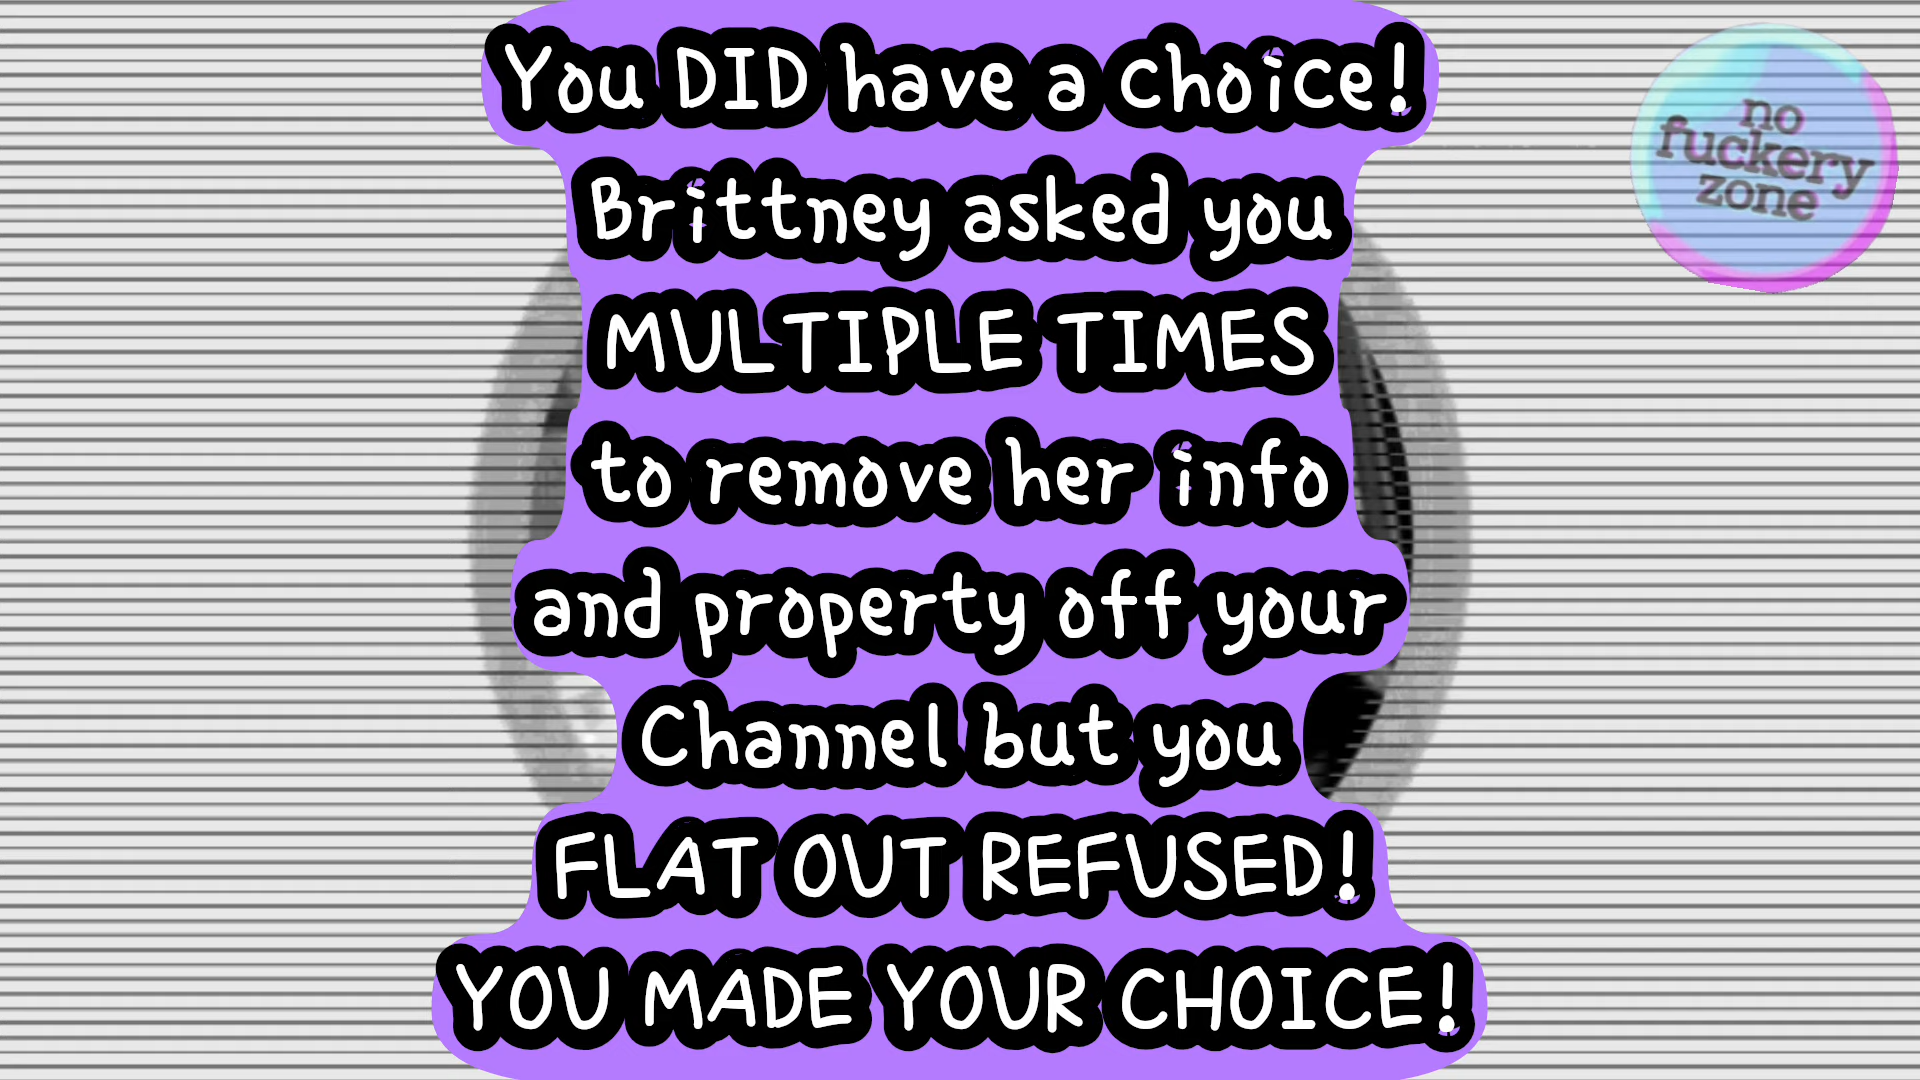 You DID have a choice!
Brittney asked you
MULTIPLE TIMES
to remove her info
and property off your
Channel but you
FLAT OUT REFUSED!
YOU MADE YOUR CHOICE!
no
fuckery
zone